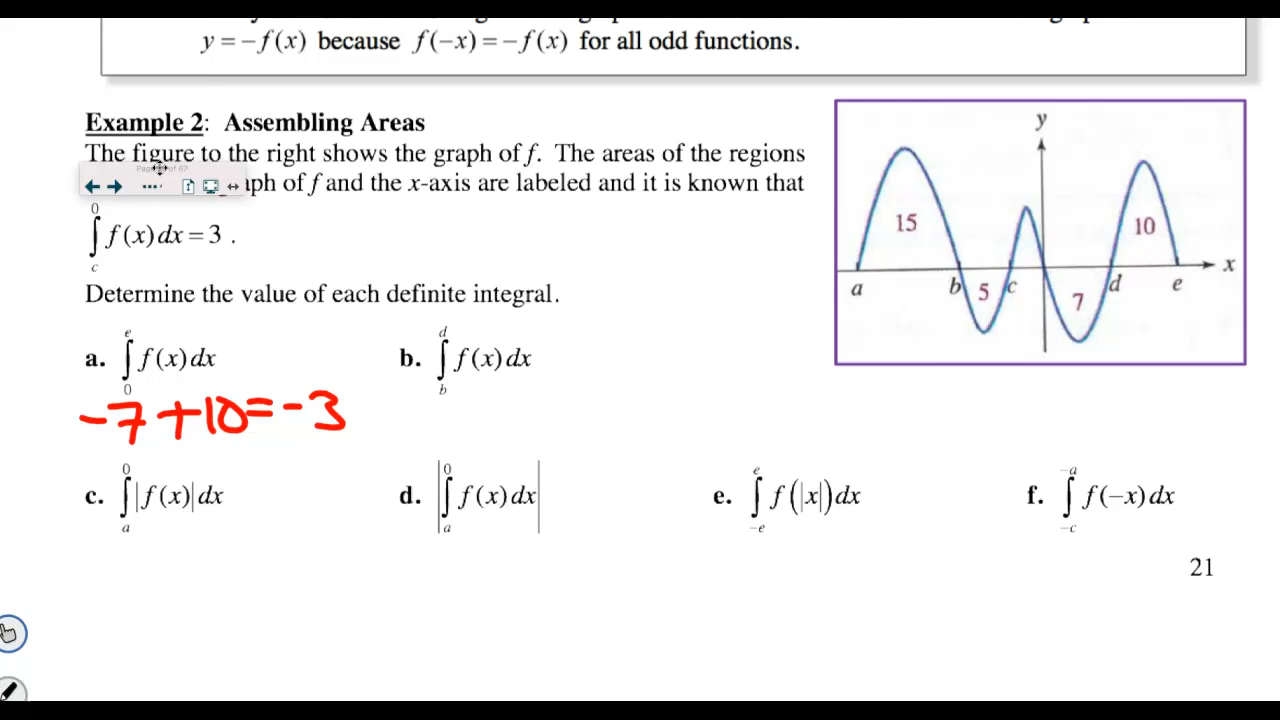 y = −f(x) because f(−x) = −f(x) for all odd functions.
Example 2: Assembling Areas
The figure to the right shows the graph of f. The areas of the regions
aph of f and the x-axis are labeled and it is known that
∫_c^0 f(x) dx = 3 .
Determine the value of each definite integral.
a. ∫_0^e f(x) dx
b. ∫_b^d f(x) dx
-7 + 10 = -3
c. ∫_a^0 |f(x)| dx
d. |∫_a^0 f(x) dx|
e. ∫_{-e}^e f(|x|) dx
f. ∫_{-c}^{-a} f(−x) dx
21
y
15
10
x
a
b
5
c
7
d
e